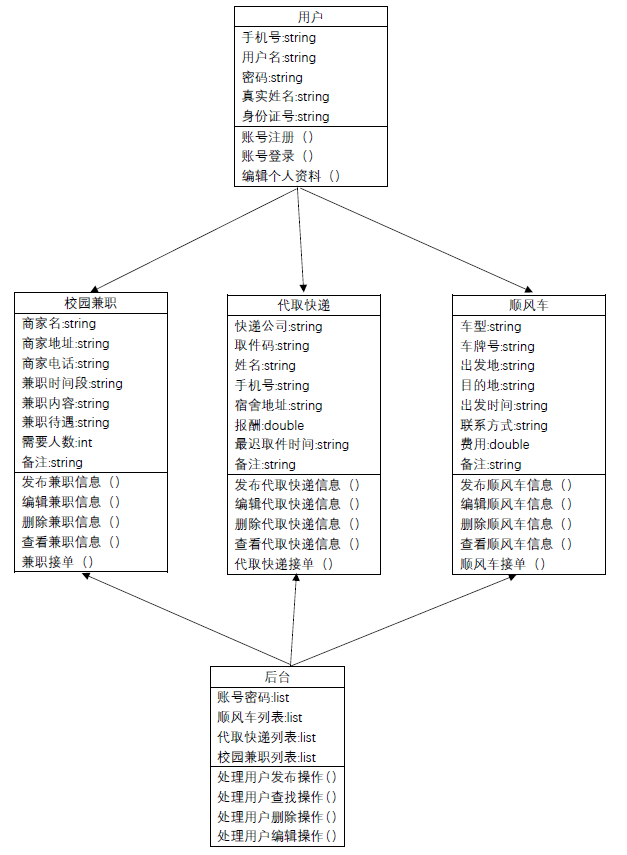 用户
手机号:string
用户名:string
密码:string
真实姓名:string
身份证号:string
账号注册（）
账号登录（）
编辑个人资料（）
校园兼职
商家名:string
商家地址:string
商家电话:string
兼职时间段:string
兼职内容:string
兼职待遇:string
需要人数:int
备注:string
发布兼职信息（）
编辑兼职信息（）
删除兼职信息（）
查看兼职信息（）
兼职接单（）
代取快递
快递公司:string
取件码:string
姓名:string
手机号:string
宿舍地址:string
报酬:double
最迟取件时间:string
备注:string
发布代取快递信息（）
编辑代取快递信息（）
删除代取快递信息（）
查看代取快递信息（）
代取快递接单（）
顺风车
车型:string
车牌号:string
出发地:string
目的地:string
出发时间:string
联系方式:string
费用:double
备注:string
发布顺风车信息（）
编辑顺风车信息（）
删除顺风车信息（）
查看顺风车信息（）
顺风车接单（）
后台
账号密码:list
顺风车列表:list
代取快递列表:list
校园兼职列表:list
处理用户发布操作()
处理用户查找操作()
处理用户删除操作()
处理用户编辑操作()